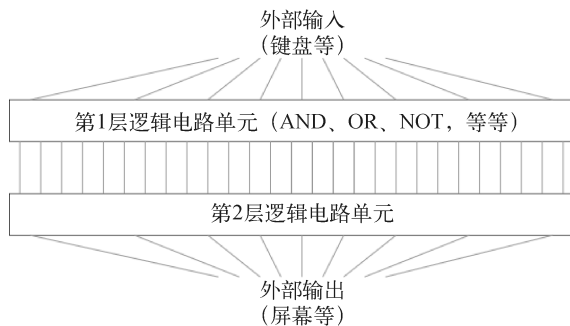 外部输入
（键盘等）
第1层逻辑电路单元（AND、OR、NOT，等等）
第2层逻辑电路单元
外部输出
（屏幕等）